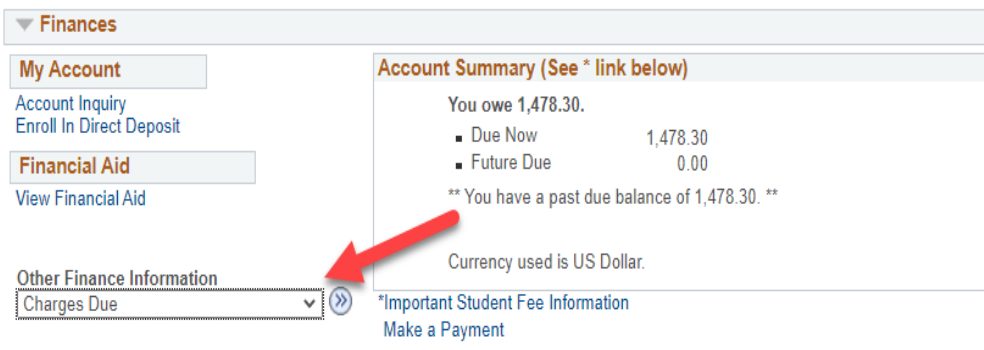 Finances
My Account
Account Inquiry
Enroll In Direct Deposit
Financial Aid
View Financial Aid
Other Finance Information
Charges Due
Account Summary (See * link below)
You owe 1,478.30.
Due Now 1,478.30
Future Due 0.00
** You have a past due balance of 1,478.30. **
Currency used is US Dollar.
*Important Student Fee Information
Make a Payment